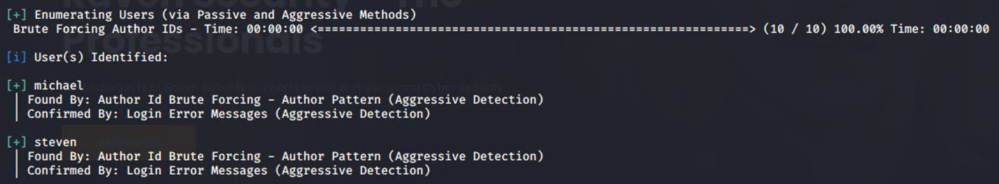 [+] Enumerating Users (via Passive and Aggressive Methods)
Brute Forcing Author IDs - Time: 00:00:00 <=============================================================> (10 / 10) 100.00% Time: 00:00:00
[i] User(s) Identified:
[+] michael
| Found By: Author Id Brute Forcing - Author Pattern (Aggressive Detection)
| Confirmed By: Login Error Messages (Aggressive Detection)
[+] steven
| Found By: Author Id Brute Forcing - Author Pattern (Aggressive Detection)
| Confirmed By: Login Error Messages (Aggressive Detection)
Professionals